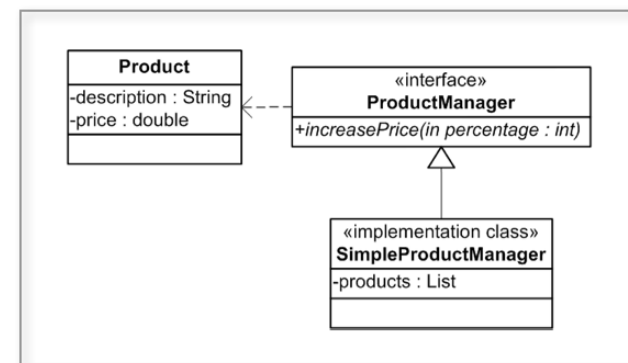 Product
-description : String
-price : double
«interface»
ProductManager
+increasePrice(in percentage : int)
«implementation class»
SimpleProductManager
-products : List